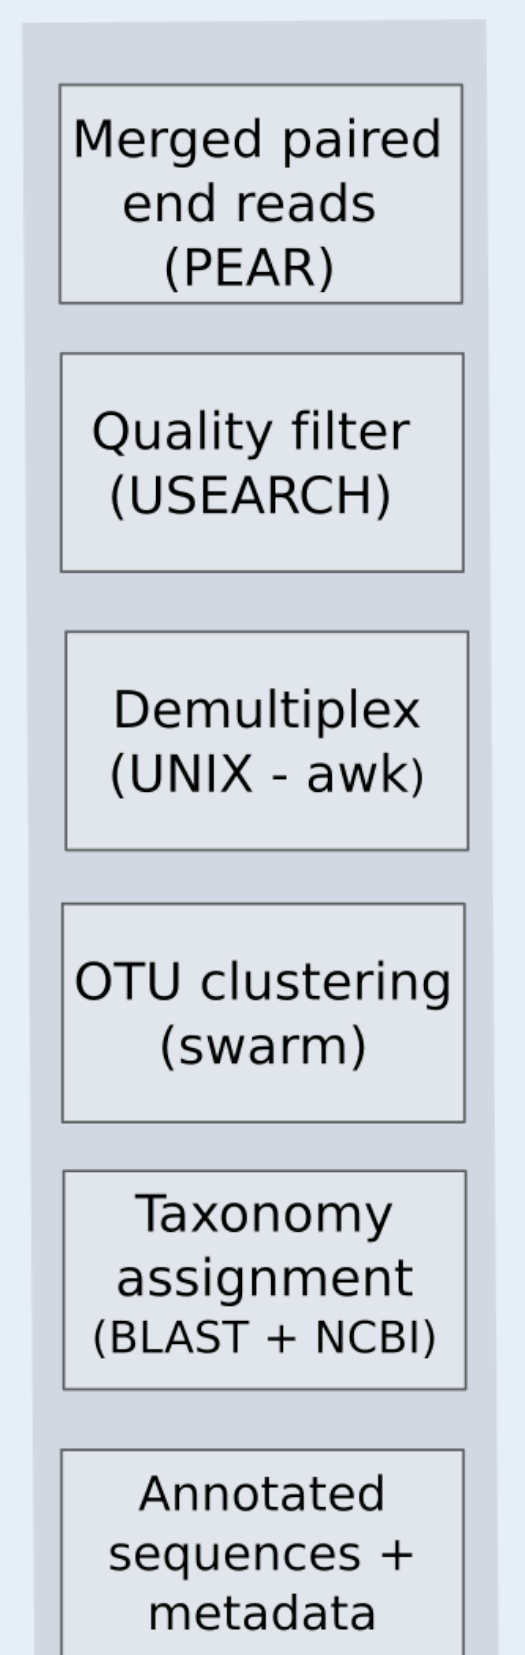 Merged paired
end reads
(PEAR)
Quality filter
(USEARCH)
Demultiplex
(UNIX - awk)
OTU clustering
(swarm)
Taxonomy
assignment
(BLAST + NCBI)
Annotated
sequences +
metadata